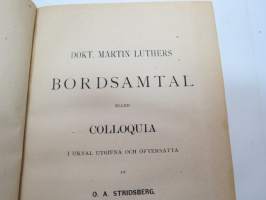 DOKT. MARTIN LUTHERS
BORDSAMTAL
ELLER
COLLOQUIA
I URVAL UTGIFNA OCH ÖFVERSATTA
AF
O. A. STRIDSBERG.